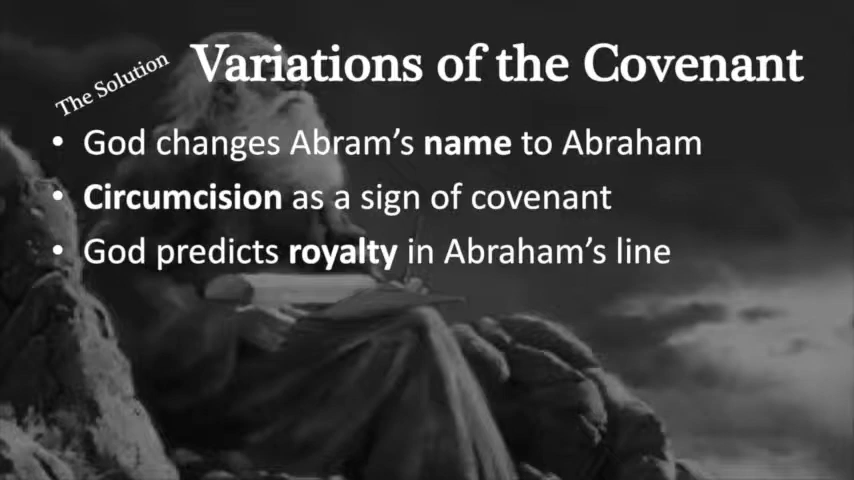 The Solution
Variations of the Covenant
• God changes Abram's name to Abraham
• Circumcision as a sign of covenant
• God predicts royalty in Abraham's line